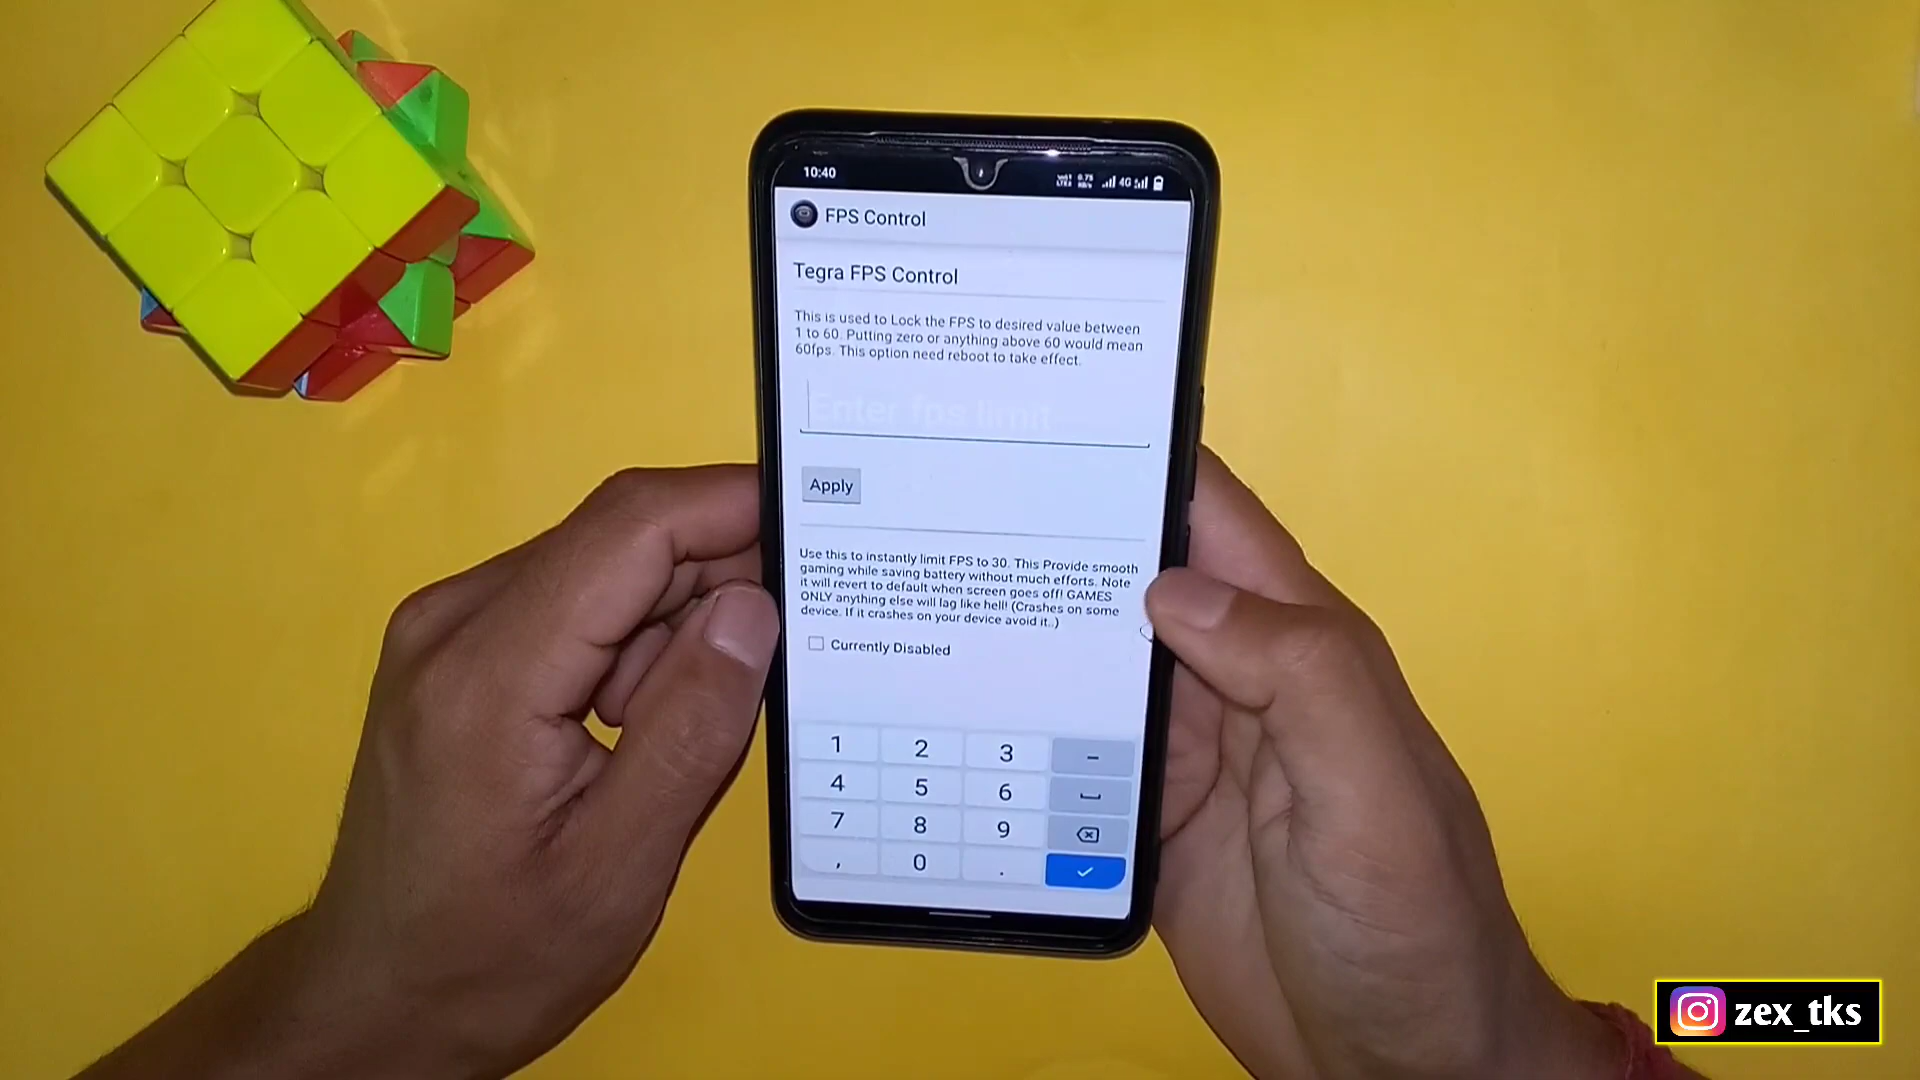 10:40
4G
FPS Control
Tegra FPS Control
This is used to Lock the FPS to desired value between
1 to 60. Putting zero or anything above 60 would mean
60fps. This option need reboot to take effect.
Enter fps limit
Apply
Use this to instantly limit FPS to 30. This Provide smooth
gaming while saving battery without much efforts. Note
it will revert to default when screen goes off! GAMES
ONLY anything else will lag like hell! (Crashes on some
device. If it crashes on your device avoid it..)
Currently Disabled
1 2 3 -
4 5 6
7 8 9
, 0 .
zex_tks